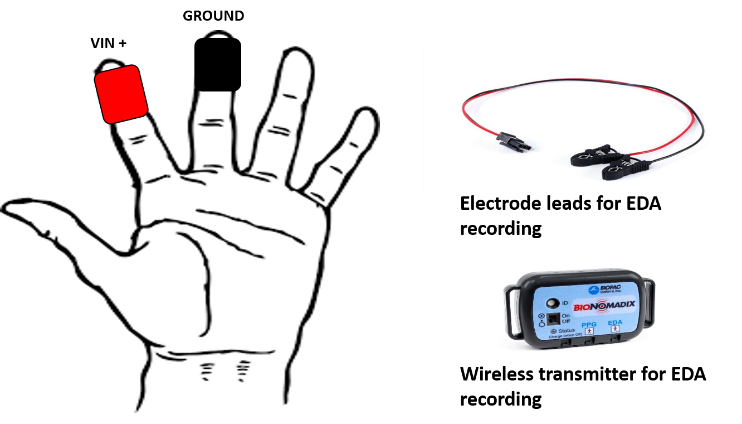 GROUND
VIN +
Electrode leads for EDA
recording
BIOPAC
ID
BIONOMADIX
On
Off
Status
PPG
EDA
Wireless transmitter for EDA
recording